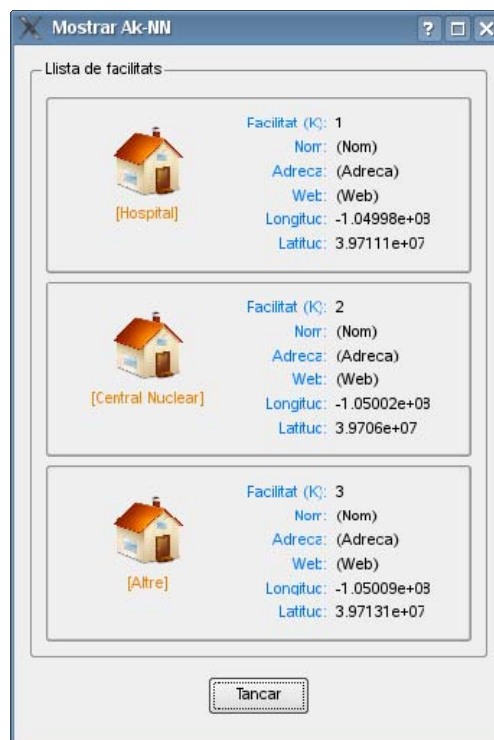 Mostrar Ak-NN
Llista de facilitats
Facilitat (K): 1
Nom: (Nom)
Adreca: (Adreca)
Web: (Web)
Longitud: -1.04998e+08
Latitud: 3.97111e+07
[Hospital]
Facilitat (K): 2
Nom: (Nom)
Adreca: (Adreca)
Web: (Web)
Longitud: -1.05002e+08
Latitud: 3.9706e+07
[Central Nuclear]
Facilitat (K): 3
Nom: (Nom)
Adreca: (Adreca)
Web: (Web)
Longitud: -1.05009e+08
Latitud: 3.97131e+07
[Altre]
Tancar